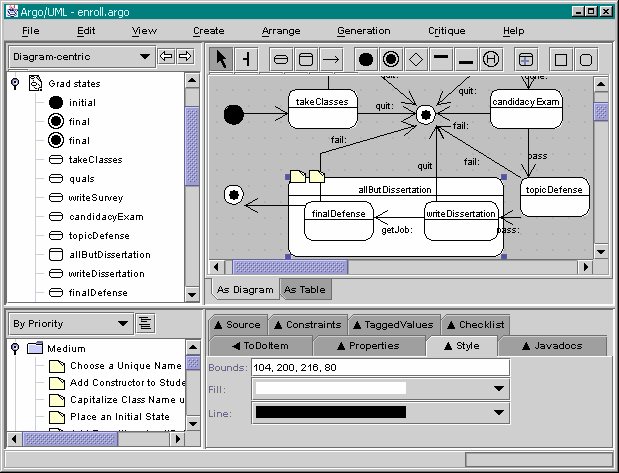 Argo/UML - enroll.argo
File Edit View Create Arrange Generation Critique Help
Diagram-centric
Grad states
initial
final
final
takeClasses
quals
writeSurvey
candidacyExam
topicDefense
allButDissertation
writeDissertation
finalDefense
quit:
takeClasses
quit:
candidacyExam
fail:
fail:
pass
quit
fail:
allButDissertation
topicDefense
finalDefense
writeDissertation
getJob:
pass:
As Diagram As Table
By Priority
Medium
Choose a Unique Name
Add Constructor to Stude
Capitalize Class Name u
Place an Initial State
Source Constraints TaggedValues Checklist
ToDoItem Properties Style Javadocs
Bounds: 104, 200, 216, 80
Fill:
Line: